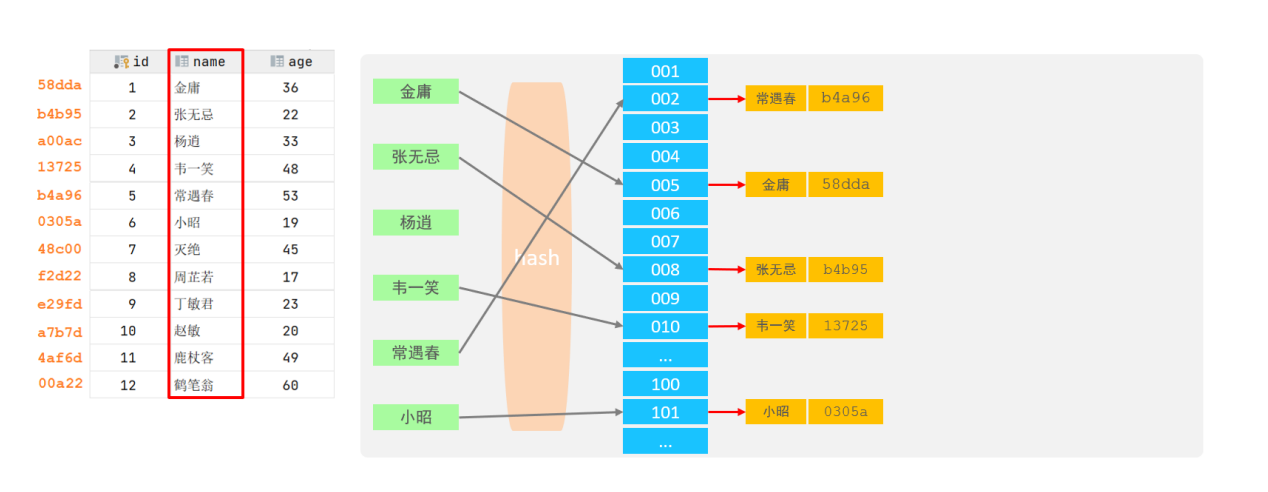 id name age
58dda 1 金庸 36
b4b95 2 张无忌 22
a00ac 3 杨逍 33
13725 4 韦一笑 48
b4a96 5 常遇春 53
0305a 6 小昭 19
48c00 7 灭绝 45
f2d22 8 周芷若 17
e29fd 9 丁敏君 23
a7b7d 10 赵敏 20
4af6d 11 鹿杖客 49
00a22 12 鹤笔翁 60
金庸
张无忌
杨逍
韦一笑
常遇春
小昭
hash
001
002
003
004
005
006
007
008
009
010
...
100
101
...
常遇春 b4a96
金庸 58dda
张无忌 b4b95
韦一笑 13725
小昭 0305a